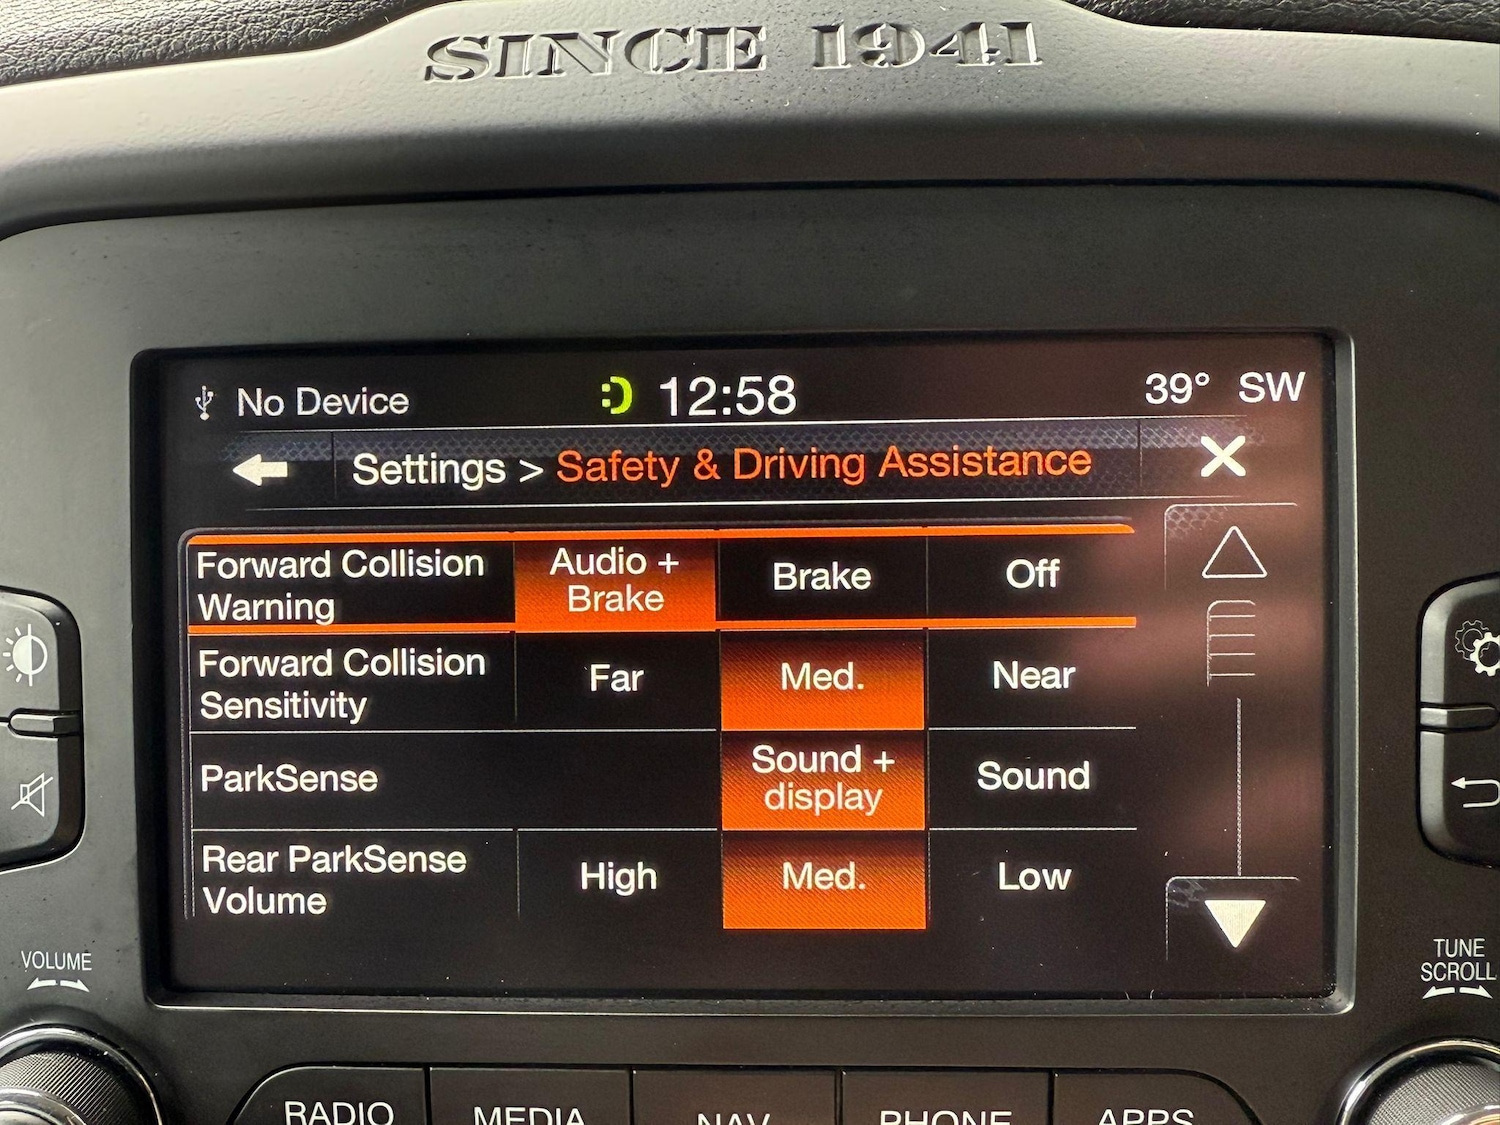 SINCE 1941
No Device
12:58
39° SW
Settings > Safety & Driving Assistance
Forward Collision
Warning
Audio +
Brake
Brake
Off
Forward Collision
Sensitivity
Far
Med.
Near
ParkSense
Sound +
display
Sound
Rear ParkSense
Volume
High
Med.
Low
VOLUME
TUNE
SCROLL
RADIO
MEDIA
NAV
PHONE
APPS